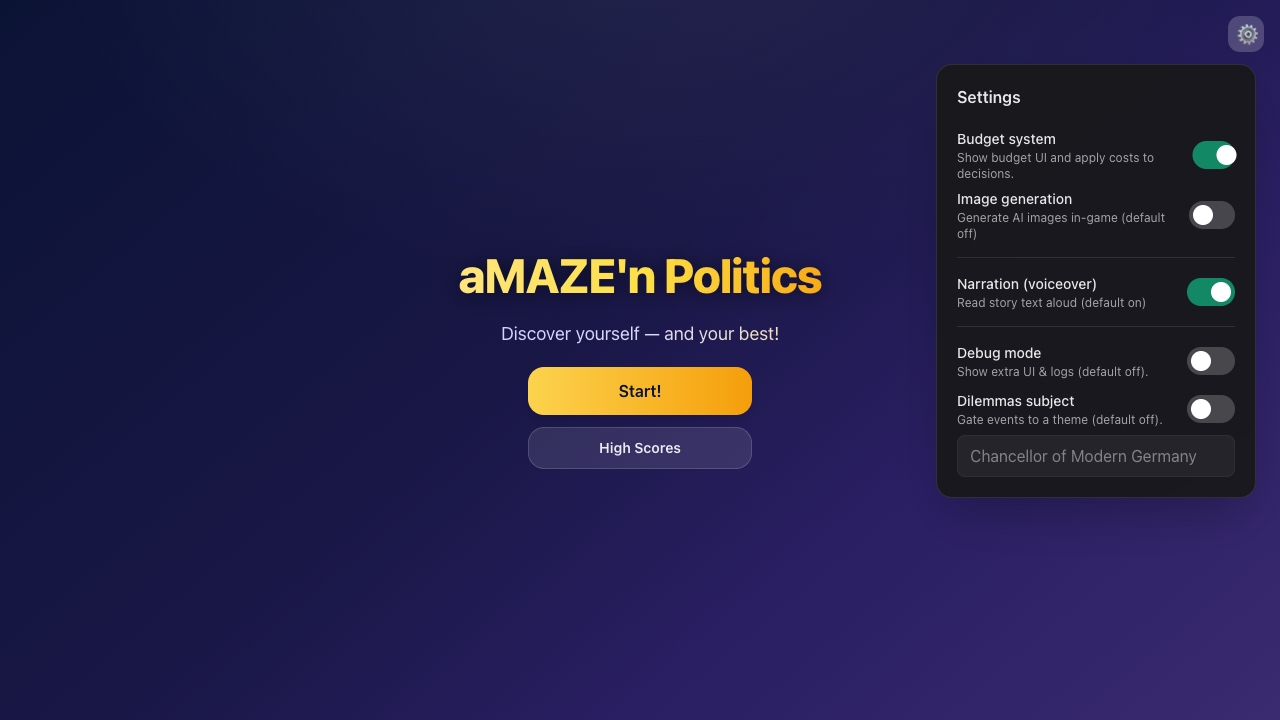 Settings
Budget system
Show budget UI and apply costs to
decisions.
Image generation
Generate AI images in-game (default
off)
aMAZE'n Politics
Narration (voiceover)
Read story text aloud (default on)
Discover yourself — and your best!
Debug mode
Show extra UI & logs (default off).
Start!
Dilemmas subject
Gate events to a theme (default off).
High Scores
Chancellor of Modern Germany